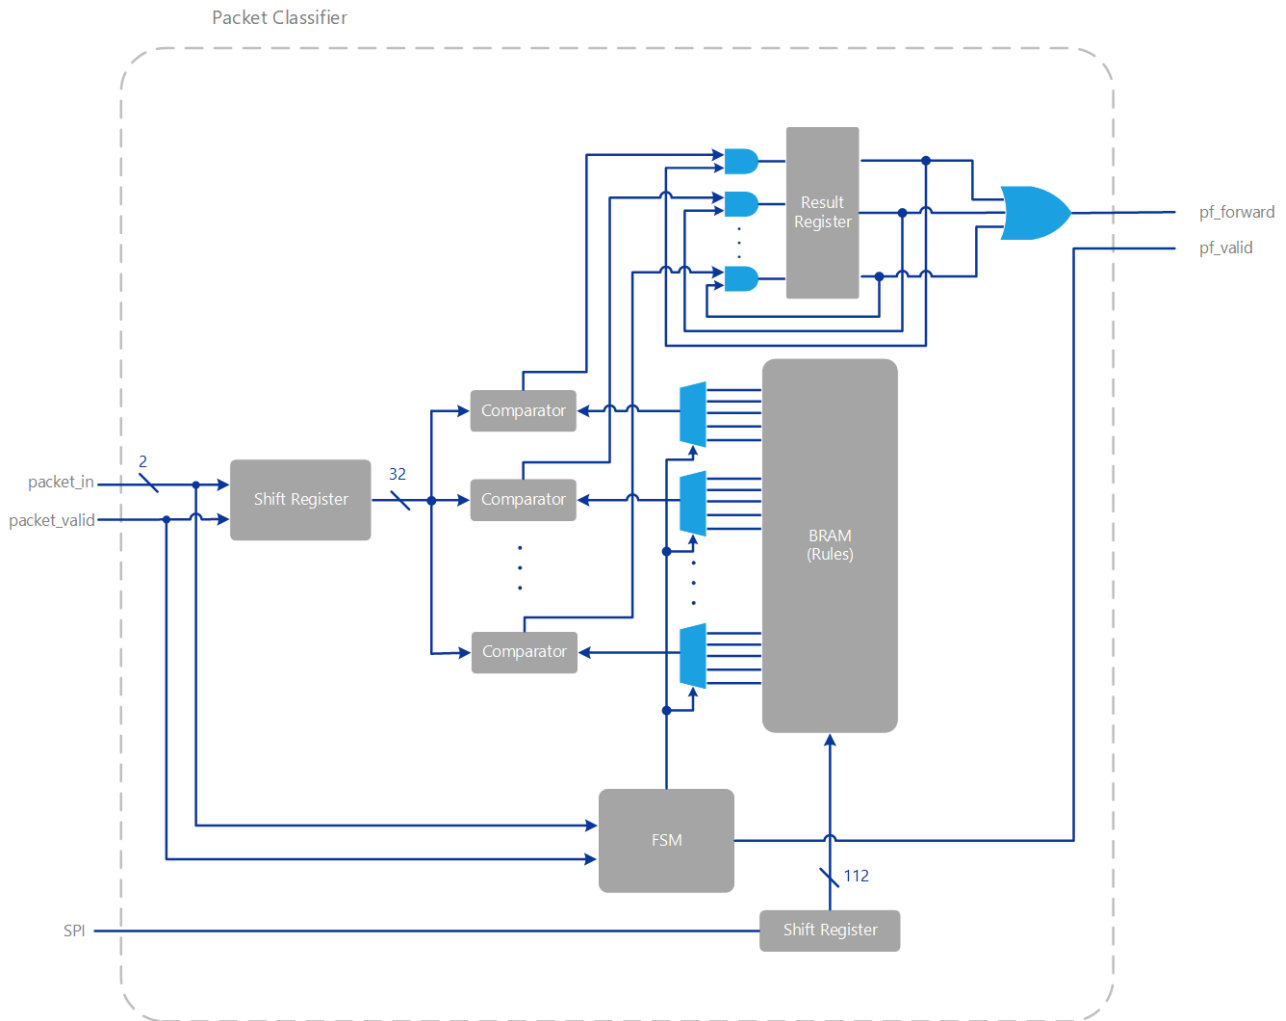 Packet Classifier
Result
Register
pf_forward
pf_valid
Comparator
2
packet_in
packet_valid
Shift Register
32
Comparator
BRAM
(Rules)
Comparator
FSM
112
SPI
Shift Register